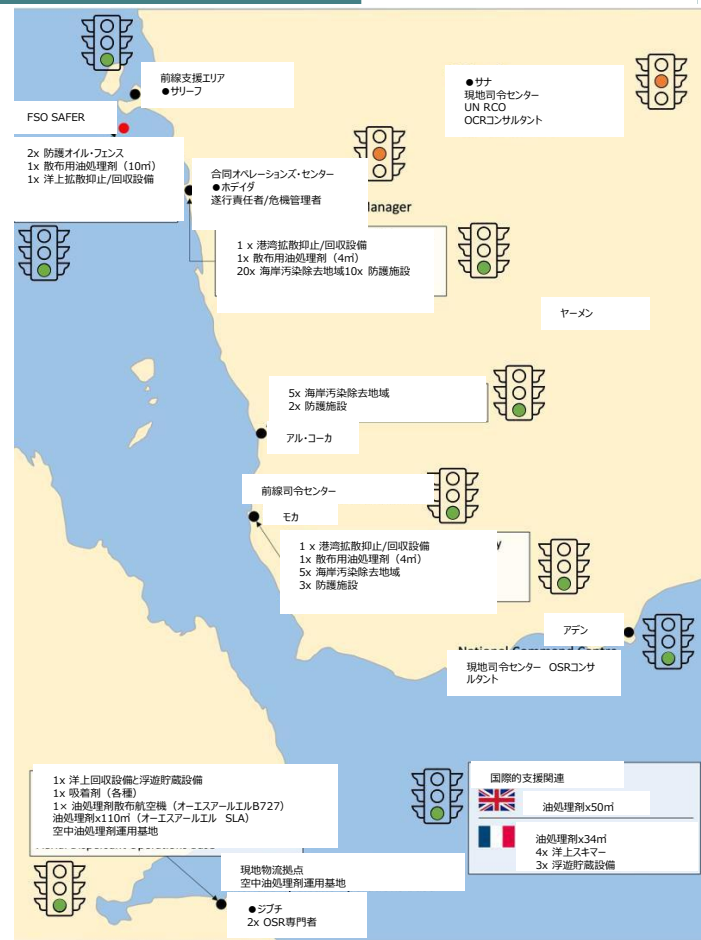 前線支援エリア
●サリーフ
●サナ
現地司令センター
UN RCO
OCRコンサルタント
FSO SAFER
2x 防護オイル・フェンス
1x 散布用油処理剤（10㎥）
1x 洋上拡散抑止/回収設備
合同オペレーションズ・センター
●ホデイダ
遂行責任者/危機管理者
Manager
1 x 港湾拡散抑止/回収設備
1x 散布用油処理剤（4㎥）
20x 海岸汚染除去地域10x 防護施設
ヤーメン
5x 海岸汚染除去地域
2x 防護施設
アル・コーカ
前線司令センター
モカ
1 x 港湾拡散抑止/回収設備
1x 散布用油処理剤（4㎥）
5x 海岸汚染除去地域
3x 防護施設
アデン
現地司令センター OSRコンサ
ルタント
1x 洋上回収設備と浮遊貯蔵設備
1x 吸着剤（各種）
1× 油処理剤散布航空機（オーエスアールエルB727）
油処理剤x110㎥（オーエスアールエル SLA）
空中油処理剤運用基地
国際的支援関連
油処理剤x50㎥
油処理剤x34㎥
4x 洋上スキマー
3x 浮遊貯蔵設備
現地物流拠点
空中油処理剤運用基地
●ジブチ
2x OSR専門者